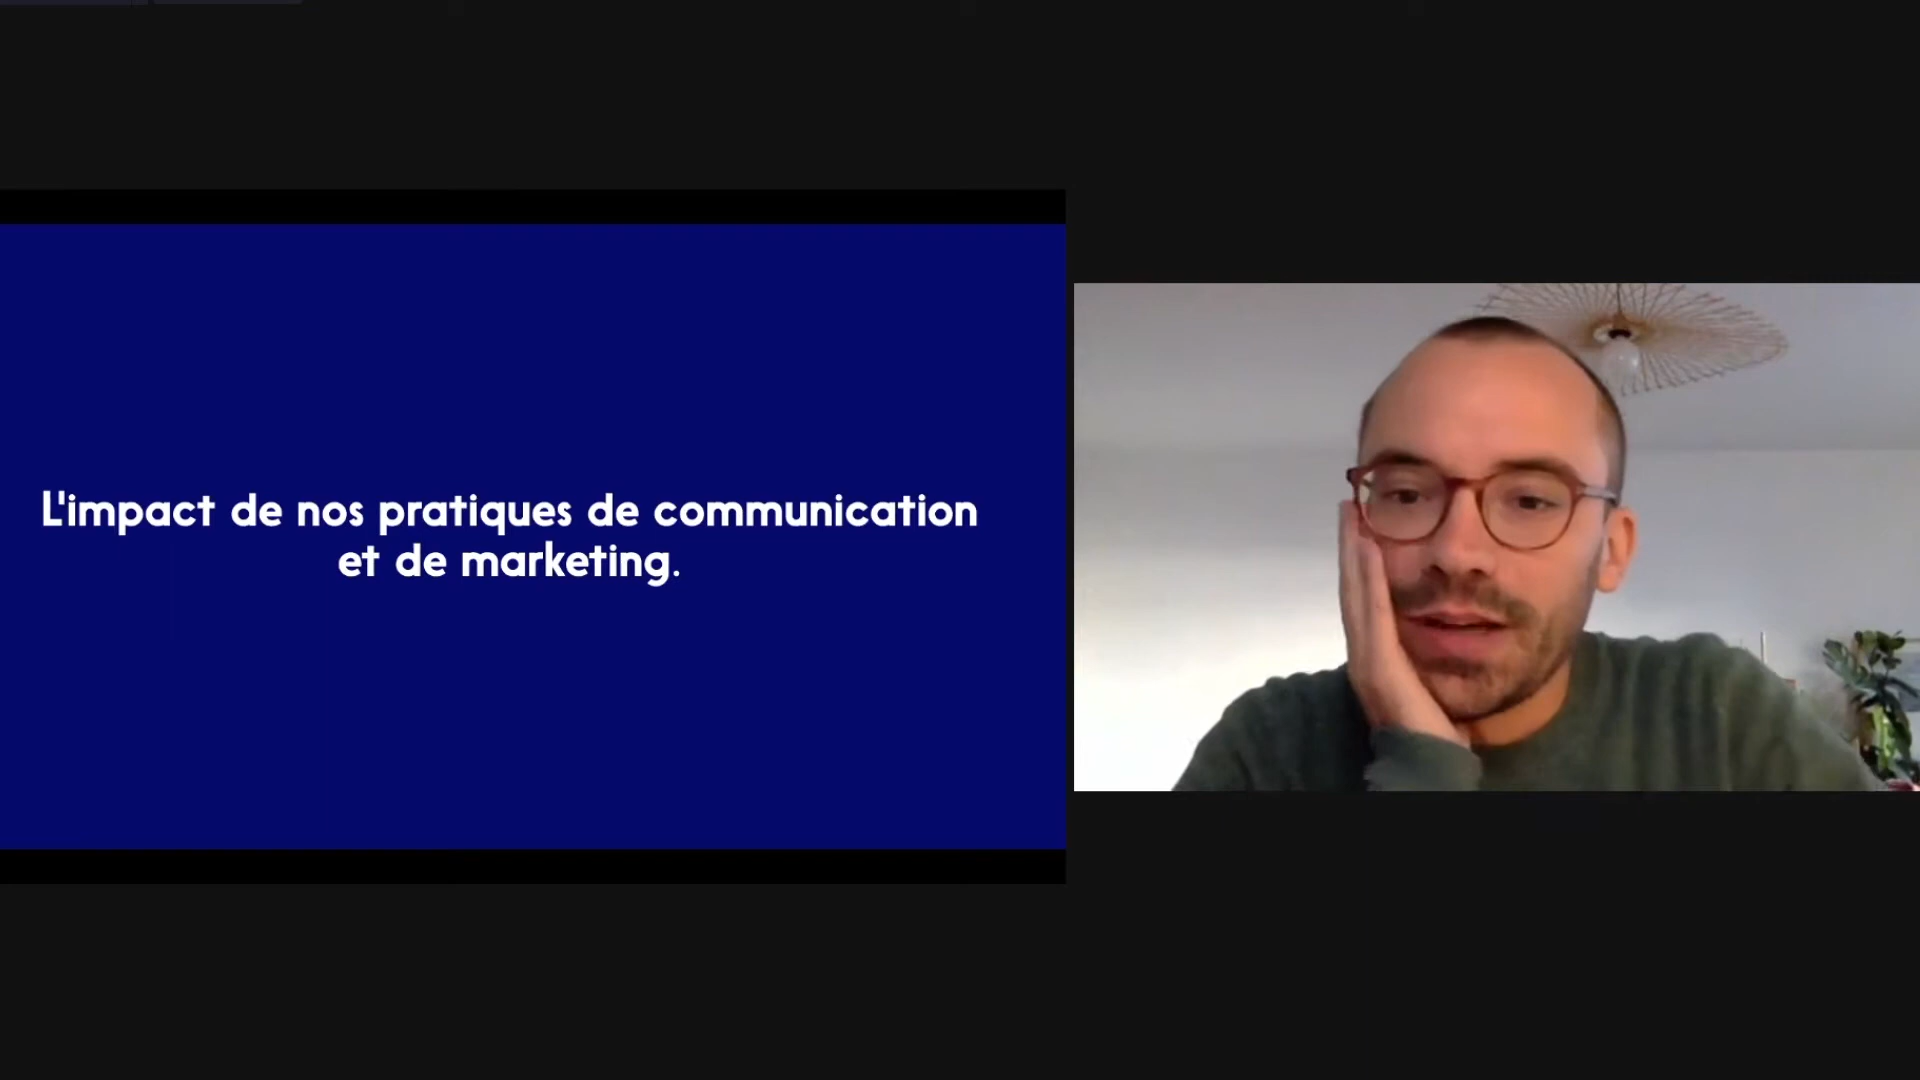 L'impact de nos pratiques de communication
et de marketing.